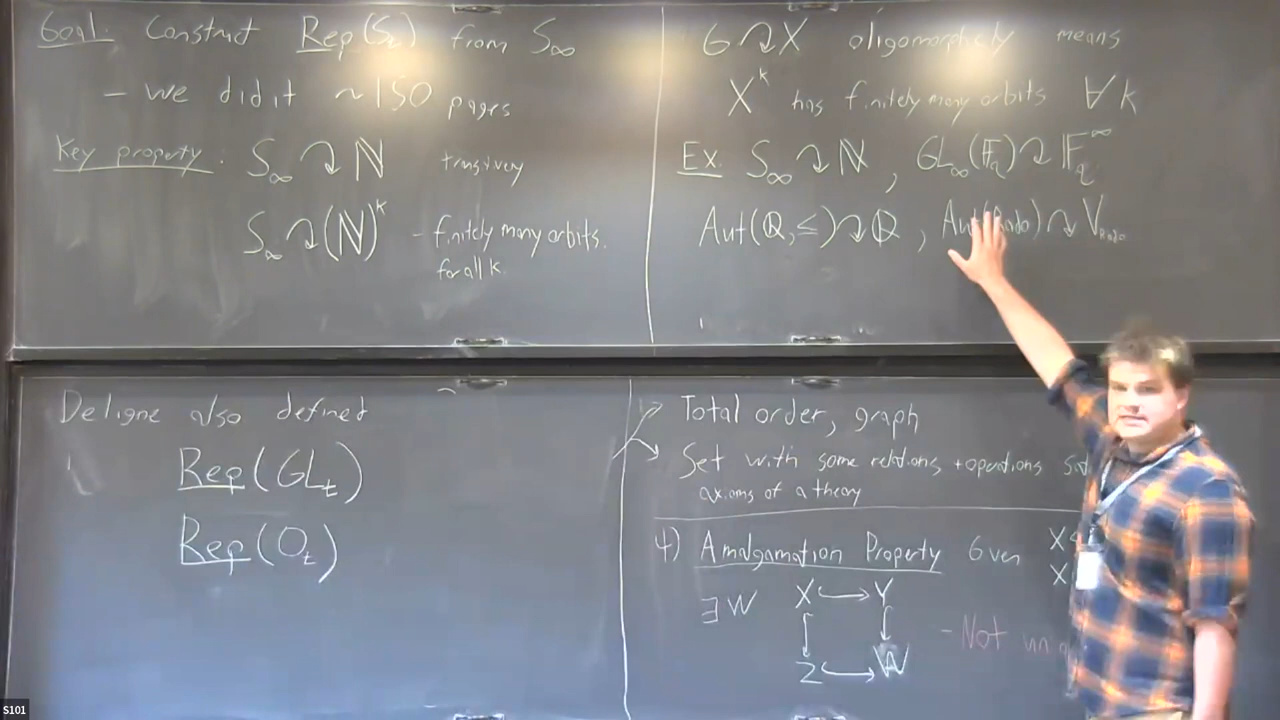 Goal: Construct Rep(S_t) from S_∞
- we did it ~150 pages
Key property: S_∞ ↷ ℕ
S_∞ ↷ (ℕ)^k - finitely many orbits.
for all k.
G ↷ X oligomorphicly means
X^k has finitely many orbits ∀ k
Ex. S_∞ ↷ ℕ, GL_∞(𝔽_q) ↷ 𝔽_q^∞
Aut(ℚ, ≤) ↷ ℚ, Aut(Rado) ↷ V_Rado
Deligne also defined
Rep(GL_t)
Rep(O_t)
Total order, graph
Set with some relations + operations
axioms of a theory
4) Amalgamation Property Given X
X
∃ W X ↪ Y
Z ↪ W
- Not
S101